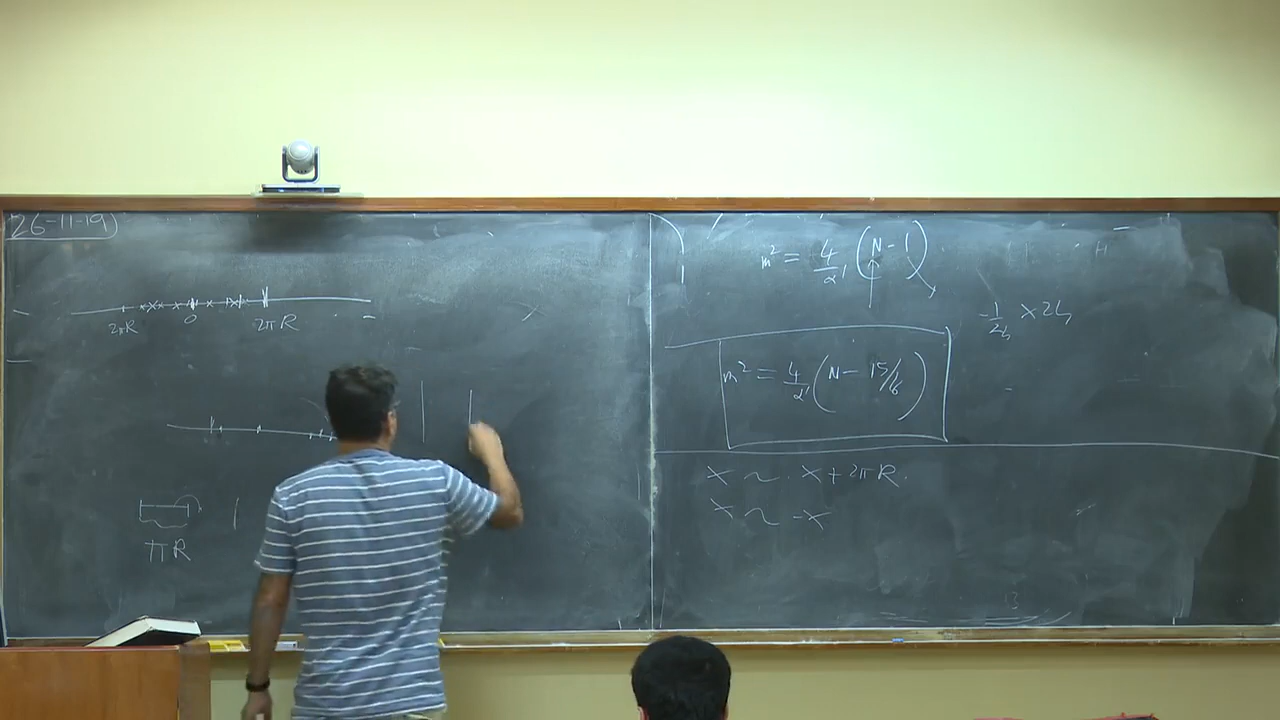 26-11-19
2πR 0 2πR
πR
m² = 4/α' (N - 1)
-1/24 × 24
m² = 4/α' (N - 15/16)
x ~ x + 2πR.
x ~ -x